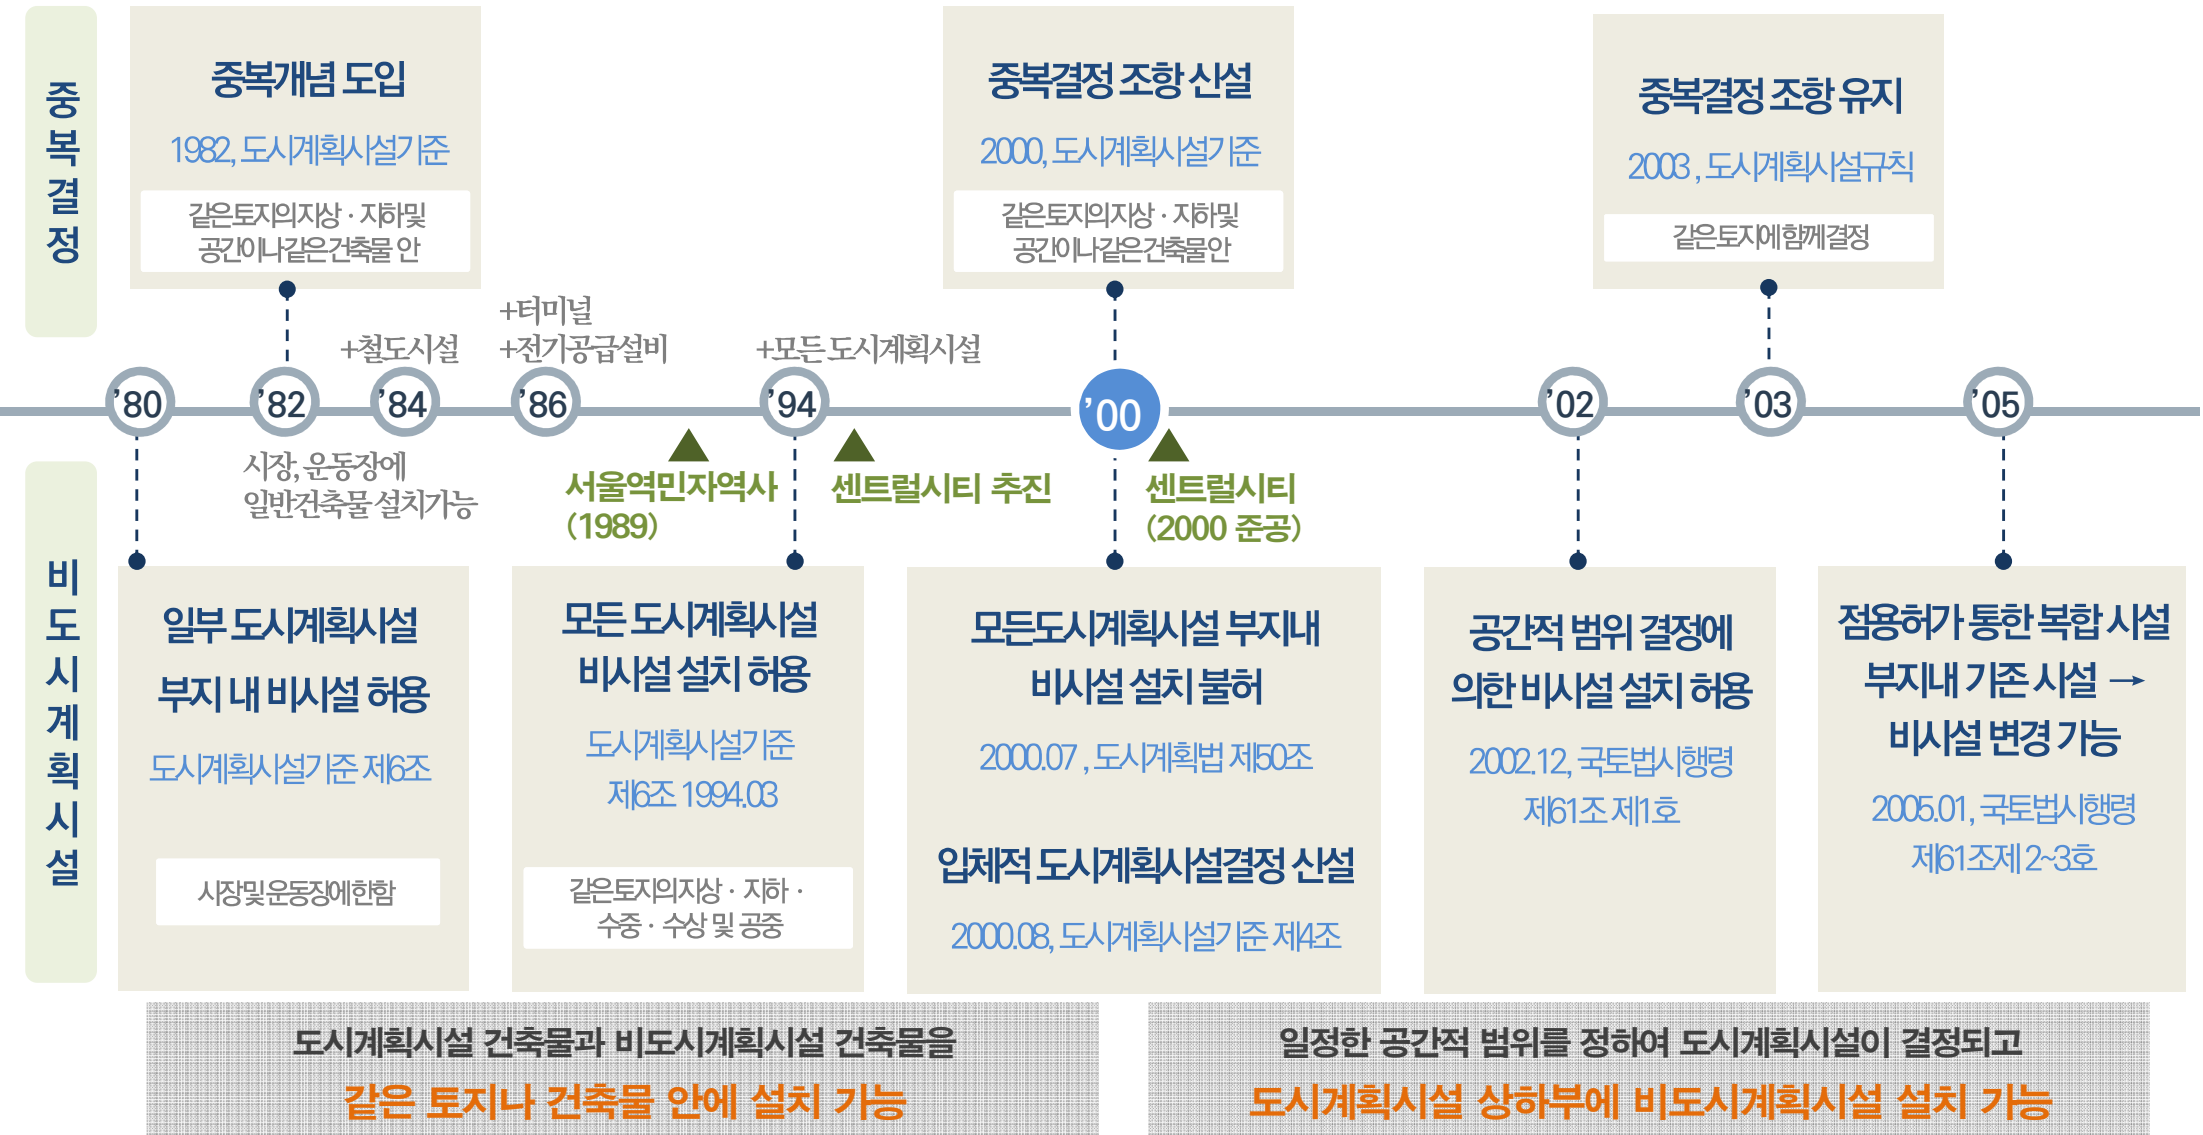 중복결정
중복개념 도입
1982, 도시계획시설기준
같은토지의지상 · 지하및
공간이나같은건축물 안
중복결정 조항 신설
2000, 도시계획시설기준
같은토지의지상 · 지하및
공간이나같은건축물안
중복결정 조항 유지
2003 , 도시계획시설규칙
같은토지에함께결정
+철도시설
+터미널
+전기공급설비
+모든 도시계획시설
’80
’82
’84
’86
’94
’00
’02
’03
’05
시장, 운동장에
일반건축물 설치가능
서울역민자역사
(1989)
센트럴시티 추진
센트럴시티
(2000 준공)
비도시계획시설
일부 도시계획시설
부지 내 비시설 허용
도시계획시설기준 제6조
시장및운동장에한함
모든 도시계획시설
비시설 설치 허용
도시계획시설기준
제6조 1994.03
같은토지의지상 · 지하 ·
수중 · 수상 및 공중
모든도시계획시설 부지내
비시설 설치 불허
2000.07 , 도시계획법 제50조
입체적 도시계획시설결정 신설
2000.08, 도시계획시설기준 제4조
공간적 범위 결정에
의한 비시설 설치 허용
2002.12, 국토법시행령
제61조 제1호
점용허가 통한 복합 시설
부지내 기존 시설 →
비시설 변경 가능
2005.01, 국토법시행령
제61조제 2~3호
도시계획시설 건축물과 비도시계획시설 건축물을
같은 토지나 건축물 안에 설치 가능
일정한 공간적 범위를 정하여 도시계획시설이 결정되고
도시계획시설 상하부에 비도시계획시설 설치 가능